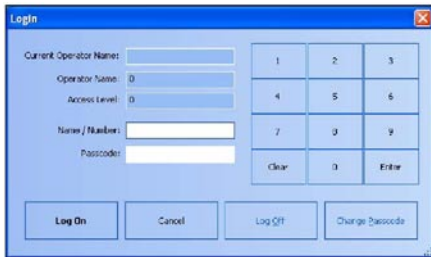 Login
Current Operator Name:
Operator Name: 0
Access Level: 0
Name / Number:
Passcode:
1 2 3
4 5 6
7 8 9
Clear 0 Enter
Log On Cancel Log Off Change Passcode